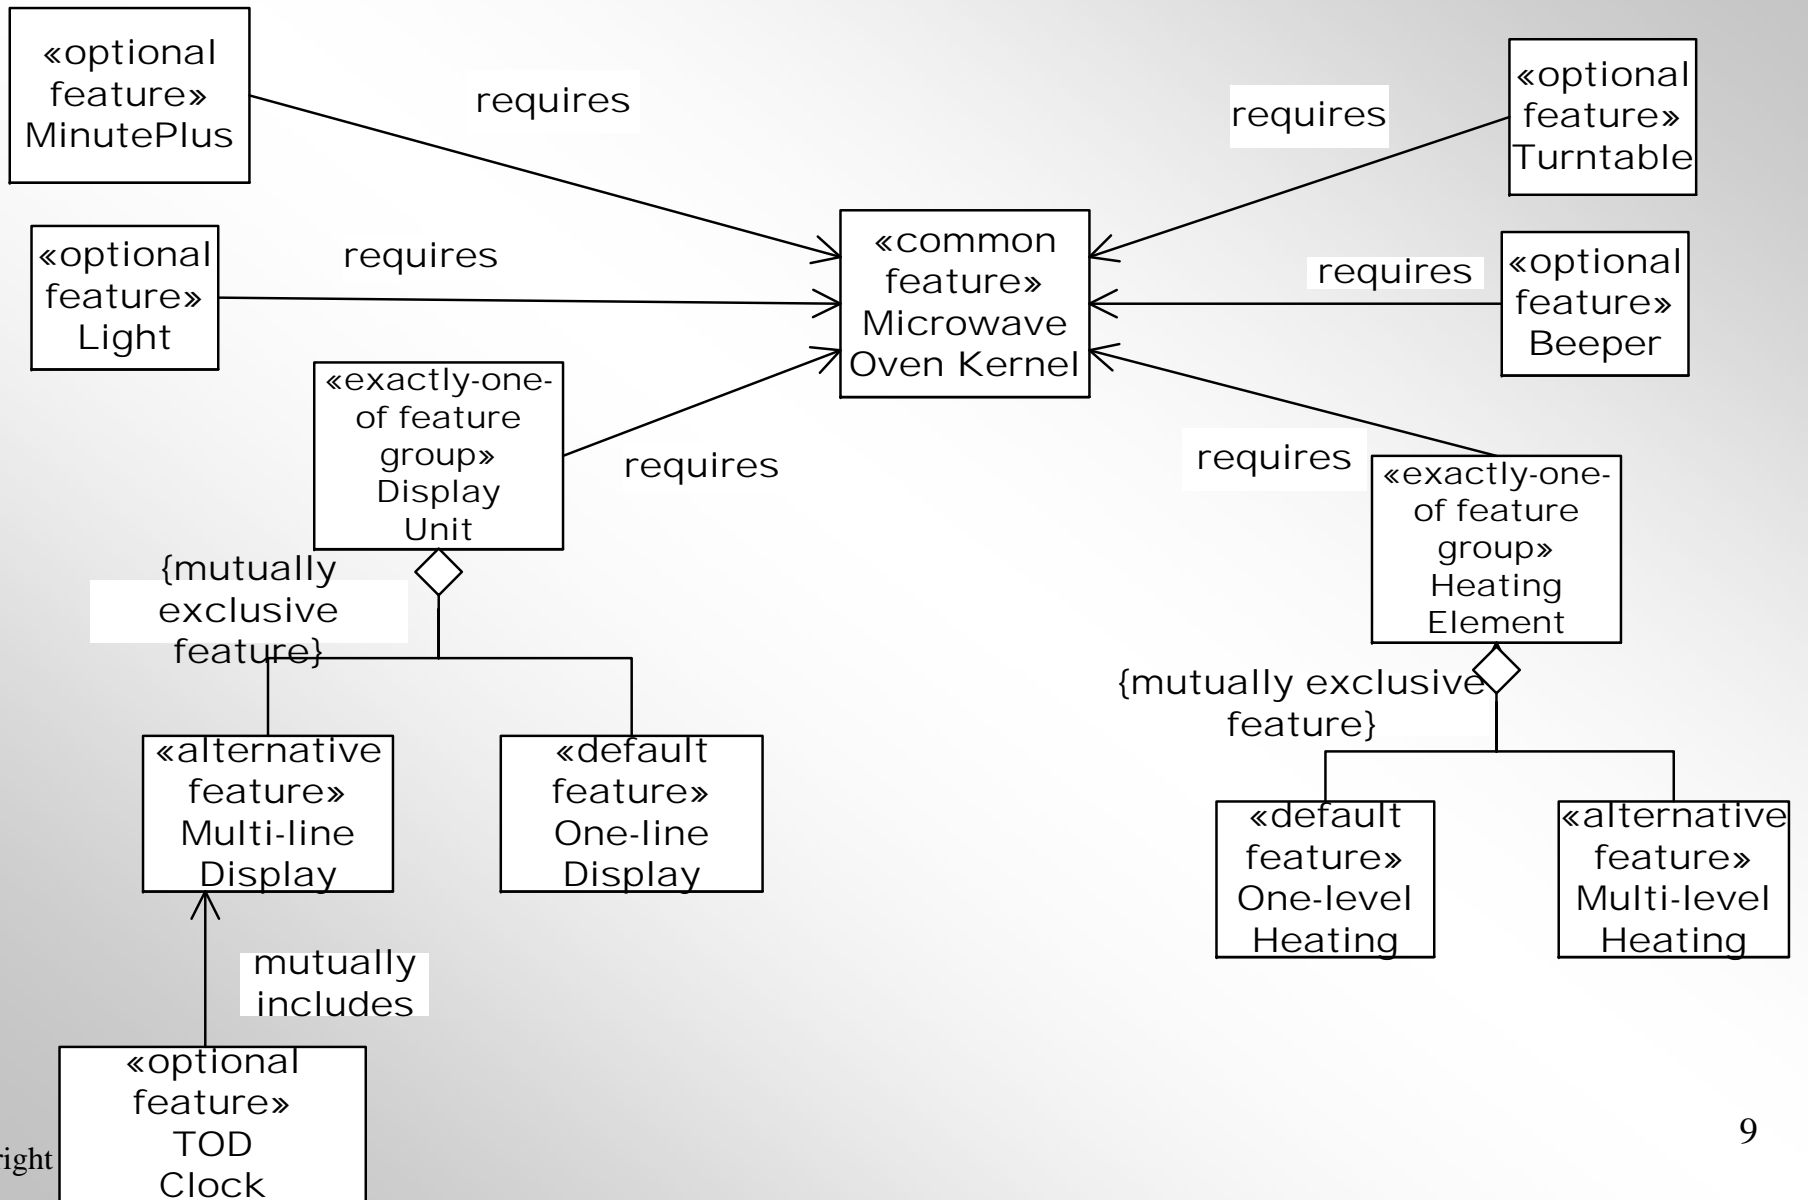 «optional
feature»
MinutePlus
requires
requires
«optional
feature»
Turntable
«optional
feature»
Light
requires
«common
feature»
Microwave
Oven Kernel
requires
«optional
feature»
Beeper
«exactly-one-
of feature
group»
Display
Unit
requires
requires
«exactly-one-
of feature
group»
Heating
Element
{mutually
exclusive
feature}
{mutually exclusive
feature}
«alternative
feature»
Multi-line
Display
«default
feature»
One-line
Display
«default
feature»
One-level
Heating
«alternative
feature»
Multi-level
Heating
mutually
includes
«optional
feature»
TOD
Clock
right
9